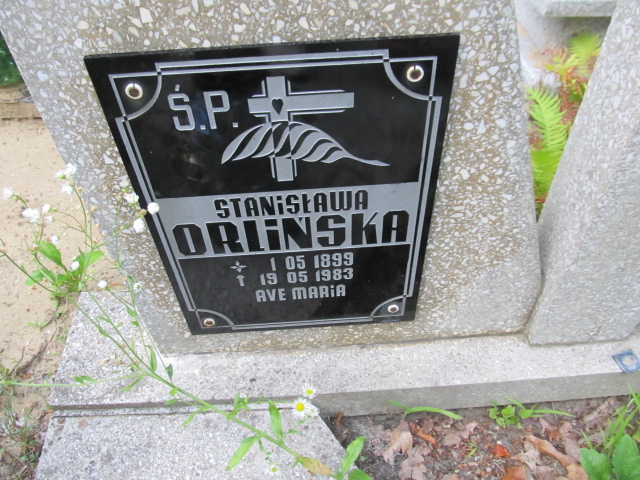 Ś.P.
STANiSŁAWA
ORLiŃSKA
1 05 1899
19 05 1983
AVE MARiA